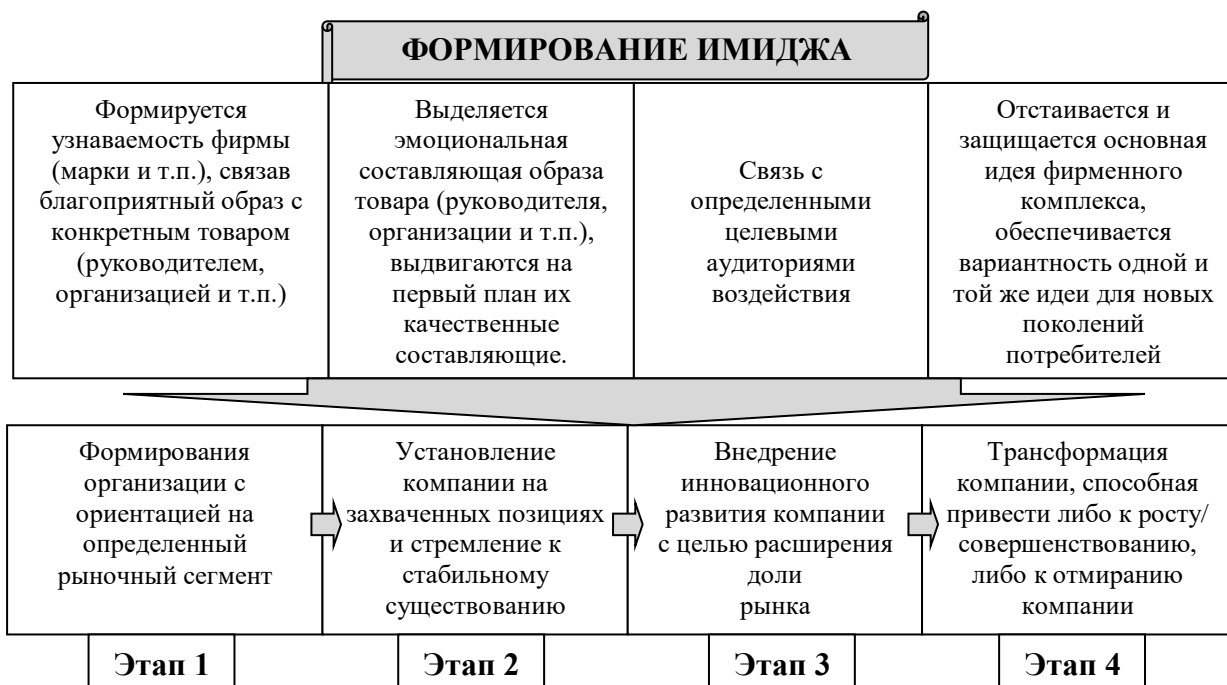 ФОРМИРОВАНИЕ ИМИДЖА
Формируется
узнаваемость фирмы
(марки и т.п.), связав
благоприятный образ с
конкретным товаром
(руководителем,
организацией и т.п.)
Выделяется
эмоциональная
составляющая образа
товара (руководителя,
организации и т.п.),
выдвигаются на
первый план их
качественные
составляющие.
Связь с
определенными
целевыми
аудиториями
воздействия
Отстаивается и
защищается основная
идея фирменного
комплекса,
обеспечивается
вариантность одной и
той же идеи для новых
поколений
потребителей
Формирования
организации с
ориентацией на
определенный
рыночный сегмент
Установление
компании на
захваченных позициях
и стремление к
стабильному
существованию
Внедрение
инновационного
развития компании
с целью расширения
доли
рынка
Трансформация
компании, способная
привести либо к росту/
совершенствованию,
либо к отмиранию
компании
Этап 1
Этап 2
Этап 3
Этап 4